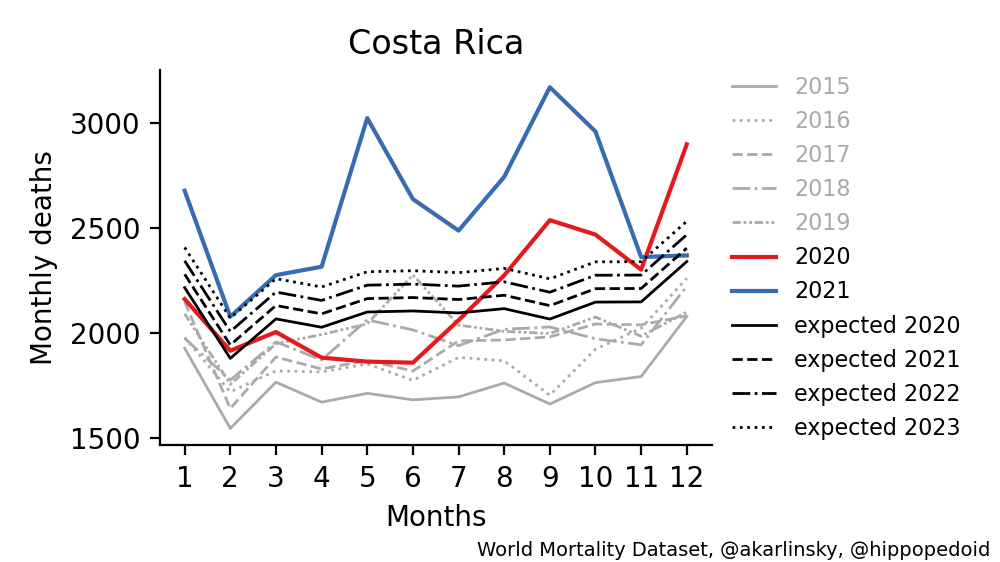 Costa Rica
Monthly deaths
3000
2500
2000
1500
1 2 3 4 5 6 7 8 9 10 11 12
Months
2015
2016
2017
2018
2019
2020
2021
expected 2020
expected 2021
expected 2022
expected 2023
World Mortality Dataset, @akarlinsky, @hippopedoid